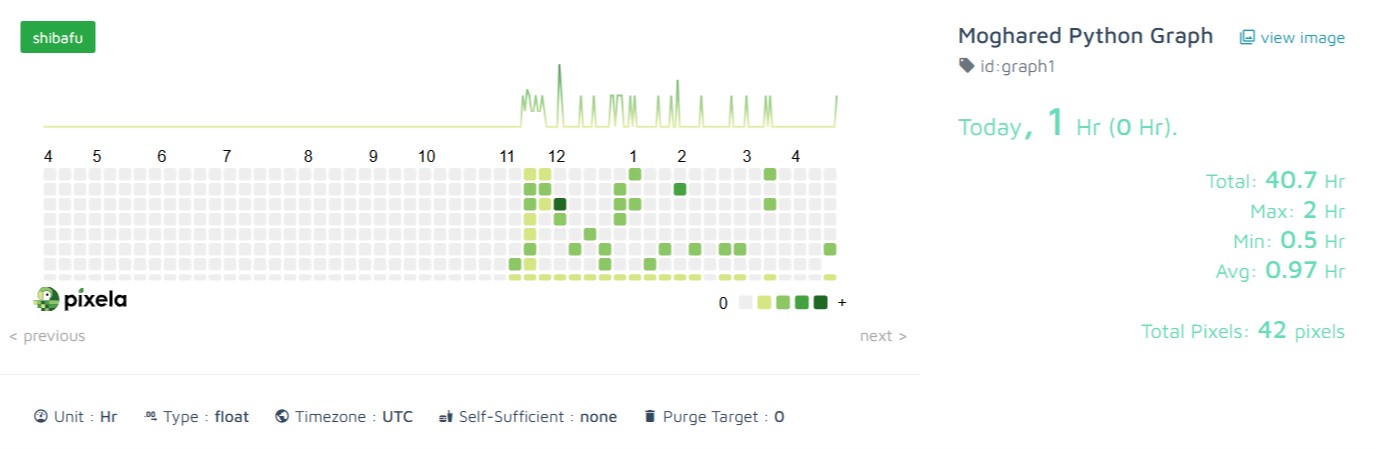 shibafu
4 5 6 7 8 9 10 11 12 1 2 3 4
pixela
0 +
< previous next >
Unit : Hr Type : float Timezone : UTC Self-Sufficient : none Purge Target : 0
Moghared Python Graph view image
id:graph1
Today, 1 Hr (0 Hr).
Total: 40.7 Hr
Max: 2 Hr
Min: 0.5 Hr
Avg: 0.97 Hr
Total Pixels: 42 pixels